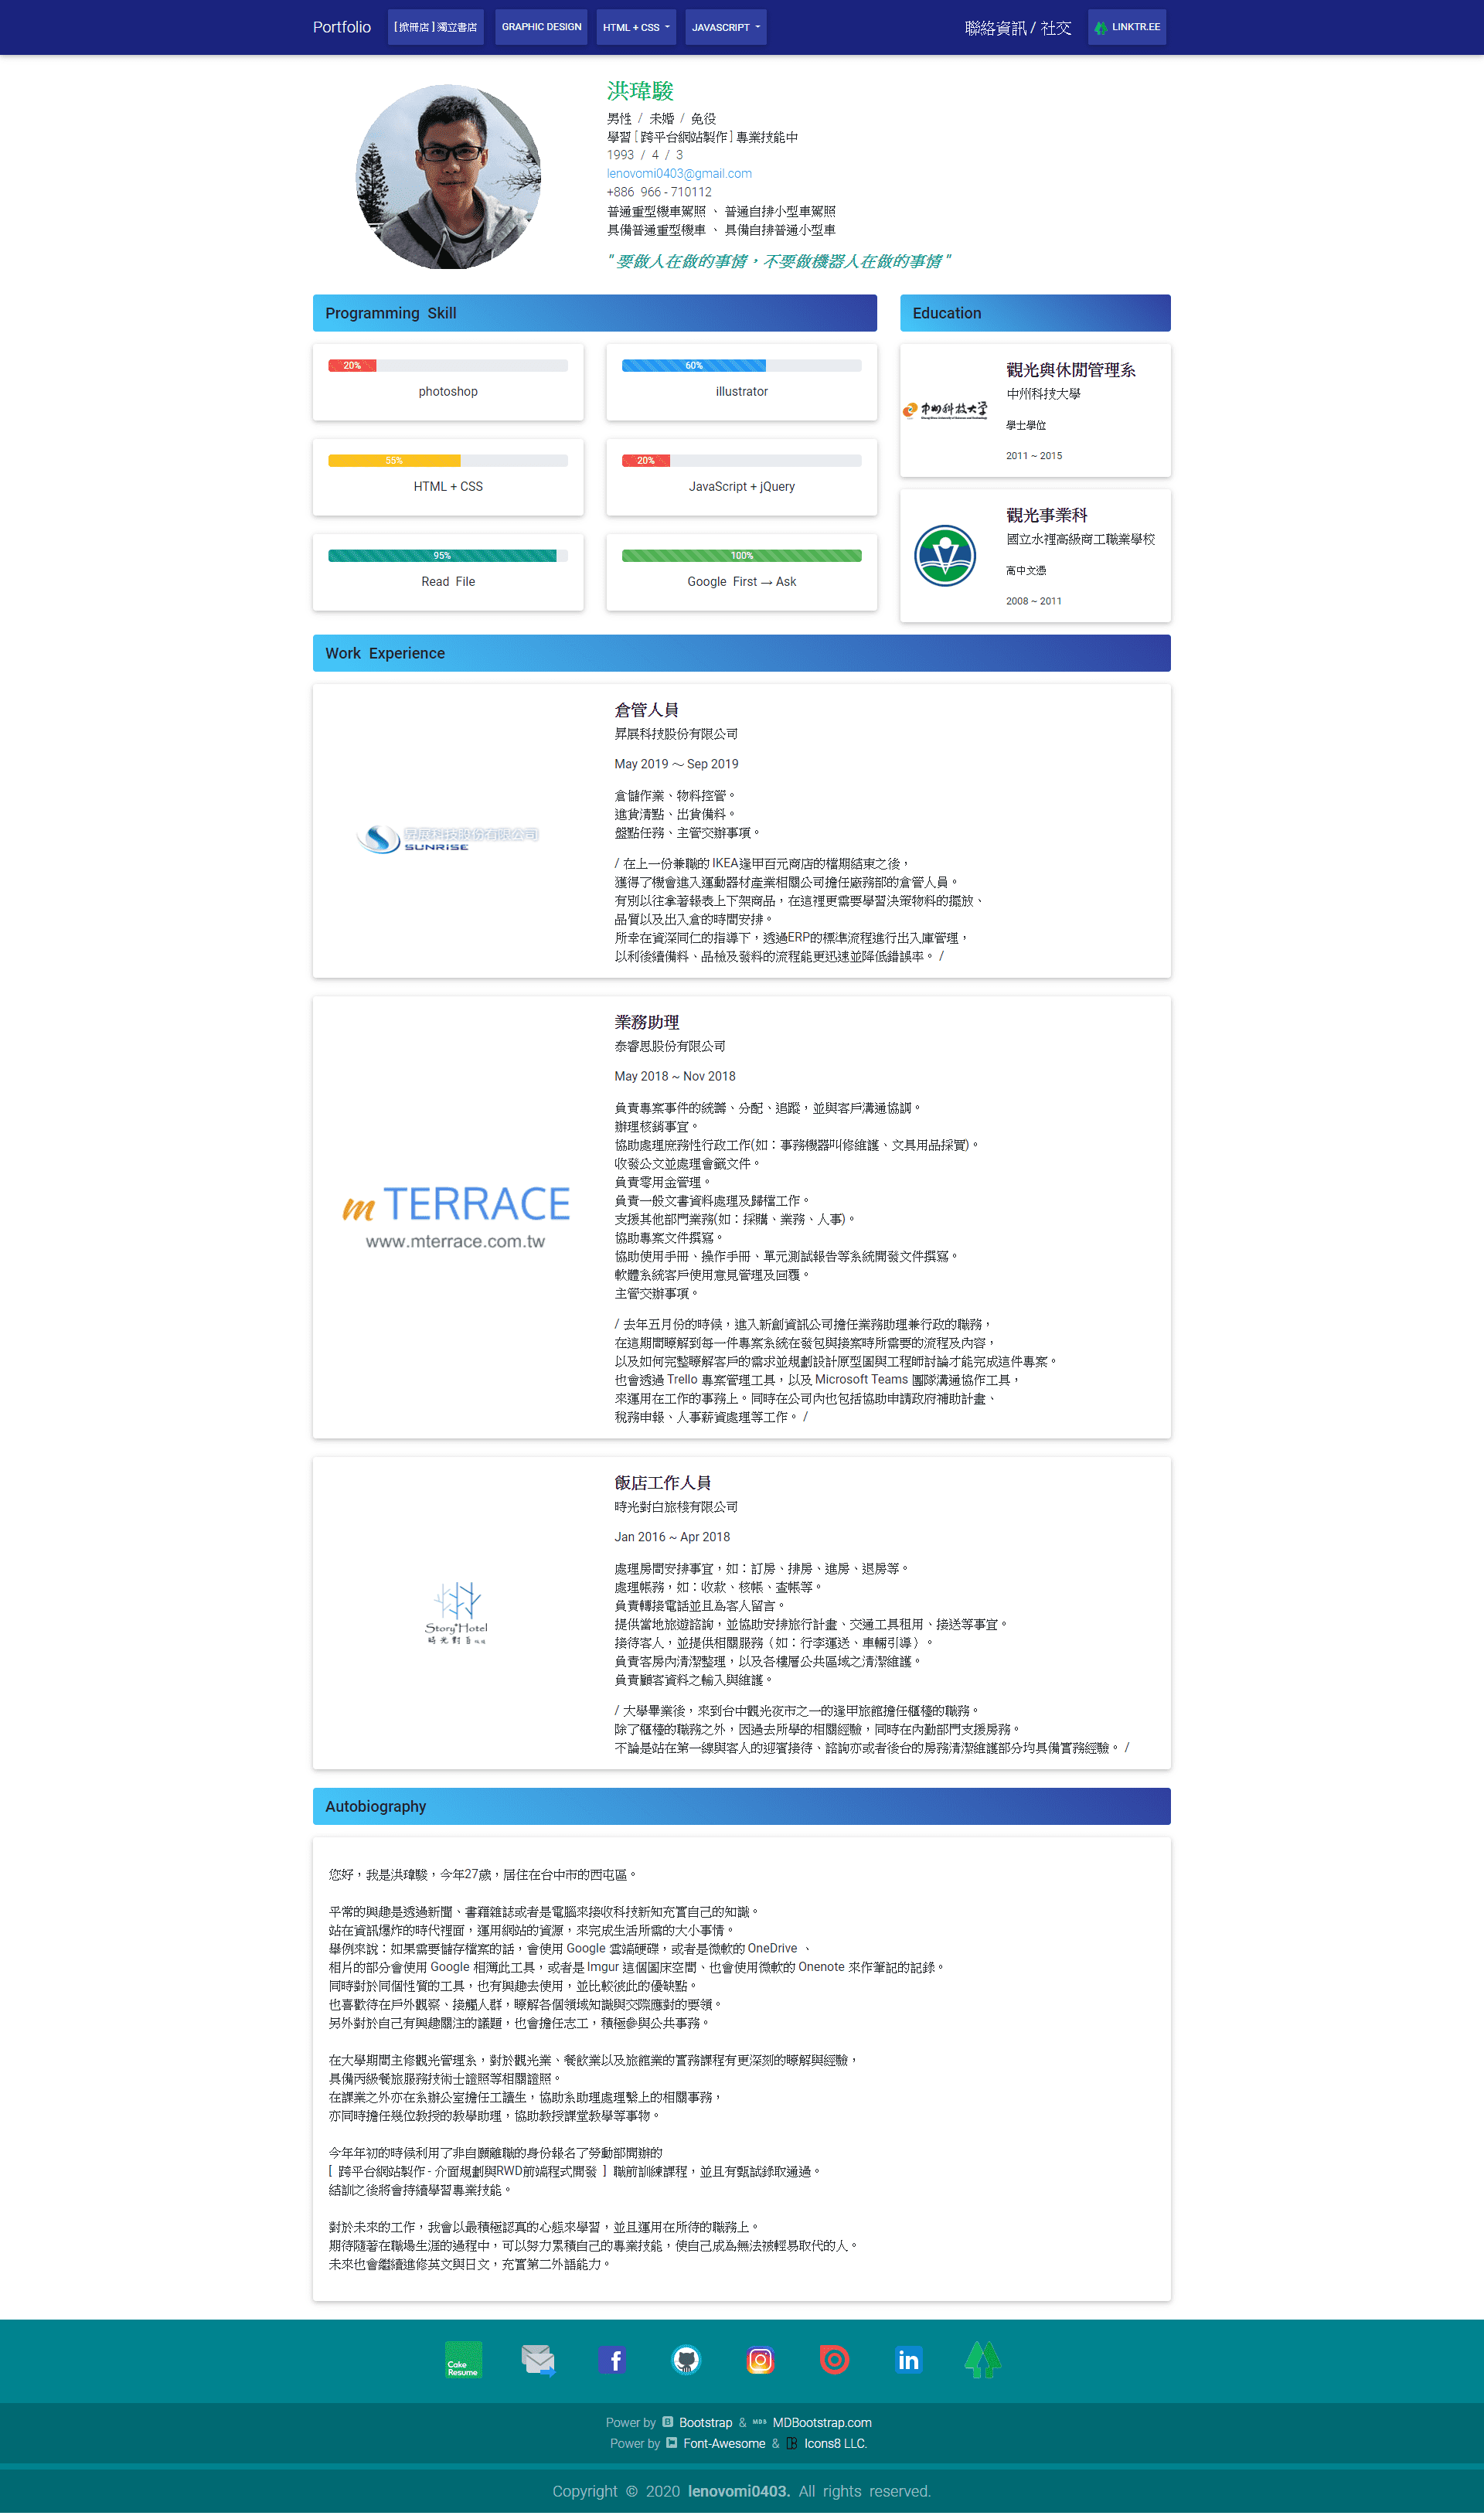 Portfolio
[ 掀冊店 ] 獨立書店
GRAPHIC DESIGN
HTML + CSS
JAVASCRIPT
聯絡資訊 / 社交
LINKTR.EE
洪瑋駿
男性 / 未婚 / 免役
學習 [ 跨平台網站製作 ] 專業技能中
1993 / 4 / 3
lenovomi0403@gmail.com
+886 966 - 710112
普通重型機車駕照 、 普通自排小型車駕照
具備普通重型機車 、 具備自排普通小型車
" 要做人在做的事情，不要做機器人在做的事情 "
Programming Skill
20%
photoshop
60%
illustrator
55%
HTML + CSS
20%
JavaScript + jQuery
95%
Read File
100%
Google First → Ask
Education
中州科技大学
觀光與休閒管理系
中州科技大學
學士學位
2011 ~ 2015
觀光事業科
國立水裡高級商工職業學校
高中文憑
2008 ~ 2011
Work Experience
昇展科技股份有限公司
SUNRISE
倉管人員
昇展科技股份有限公司
May 2019 ～ Sep 2019
倉儲作業、物料控管。
進貨清點、出貨備料。
盤點任務、主管交辦事項。
/ 在上一份兼職的 IKEA逢甲百元商店的檔期結束之後，
獲得了機會進入運動器材產業相關公司擔任廠務部的倉管人員。
有別以往拿著報表上下架商品，在這裡更需要學習決策物料的擺放、
品質以及出入倉的時間安排。
所幸在資深同仁的指導下，透過ERP的標準流程進行出入庫管理，
以利後續備料、品檢及發料的流程能更迅速並降低錯誤率。 /
m TERRACE
www.mterrace.com.tw
業務助理
泰睿思股份有限公司
May 2018 ~ Nov 2018
負責專案事件的統籌、分配、追蹤，並與客戶溝通協調。
辦理核銷事宜。
協助處理庶務性行政工作(如：事務機器叫修維護、文具用品採買)。
收發公文並處理會籤文件。
負責零用金管理。
負責一般文書資料處理及歸檔工作。
支援其他部門業務(如：採購、業務、人事)。
協助專案文件撰寫。
協助使用手冊、操作手冊、單元測試報告等系統開發文件撰寫。
軟體系統客戶使用意見管理及回覆。
主管交辦事項。
/ 去年五月份的時候，進入新創資訊公司擔任業務助理兼行政的職務，
在這期間瞭解到每一件專案系統在發包與接案時所需要的流程及內容，
以及如何完整瞭解客戶的需求並規劃設計原型圖與工程師討論才能完成這件專案。
也會透過 Trello 專案管理工具，以及 Microsoft Teams 團隊溝通協作工具，
來運用在工作的事務上。同時在公司內也包括協助申請政府補助計畫、
稅務申報、人事薪資處理等工作。 /
Story Hotel
時光對白旅棧
飯店工作人員
時光對白旅棧有限公司
Jan 2016 ~ Apr 2018
處理房間安排事宜，如：訂房、排房、進房、退房等。
處理帳務，如：收款、核帳、查帳等。
負責轉接電話並且為客人留言。
提供當地旅遊諮詢，並協助安排旅行計畫、交通工具租用、接送等事宜。
接待客人，並提供相關服務（如：行李運送、車輛引導）。
負責客房內清潔整理，以及各樓層公共區域之清潔維護。
負責顧客資料之輸入與維護。
/ 大學畢業後，來到台中觀光夜市之一的逢甲旅館擔任櫃檯的職務。
除了櫃檯的職務之外，因過去所學的相關經驗，同時在內勤部門支援房務。
不論是站在第一線與客人的迎賓接待、諮詢亦或者後台的房務清潔維護部分均具備實務經驗。 /
Autobiography
您好，我是洪瑋駿，今年27歲，居住在台中市的西屯區。
平常的興趣是透過新聞、書籍雜誌或者是電腦來接收科技新知充實自己的知識。
站在資訊爆炸的時代裡面，運用網站的資源，來完成生活所需的大小事情。
舉例來說：如果需要儲存檔案的話，會使用 Google 雲端硬碟，或者是微軟的 OneDrive 、
相片的部分會使用 Google 相簿此工具，或者是 Imgur 這個圖床空間、也會使用微軟的 Onenote 來作筆記的記錄。
同時對於同個性質的工具，也有興趣去使用，並比較彼此的優缺點。
也喜歡待在戶外觀察、接觸人群，瞭解各個領域知識與交際應對的要領。
另外對於自己有興趣關注的議題，也會擔任志工，積極參與公共事務。
在大學期間主修觀光管理系，對於觀光業、餐飲業以及旅館業的實務課程有更深刻的瞭解與經驗，
具備丙級餐旅服務技術士證照等相關證照。
在課業之外亦在系辦公室擔任工讀生，協助系助理處理繫上的相關事務，
亦同時擔任幾位教授的教學助理，協助教授課堂教學等事物。
今年年初的時候利用了非自願離職的身份報名了勞動部開辦的
[ 跨平台網站製作 - 介面規劃與RWD前端程式開發 ] 職前訓練課程，並且有甄試錄取通過。
結訓之後將會持續學習專業技能。
對於未來的工作，我會以最積極認真的心態來學習，並且運用在所待的職務上。
期待隨著在職場生涯的過程中，可以努力累積自己的專業技能，使自己成為無法被輕易取代的人。
未來也會繼續進修英文與日文，充實第二外語能力。
Cake
Resume
f
in
Power by B Bootstrap & MDB MDBootstrap.com
Power by Font-Awesome & Icons8 LLC.
Copyright © 2020 lenovomi0403. All rights reserved.